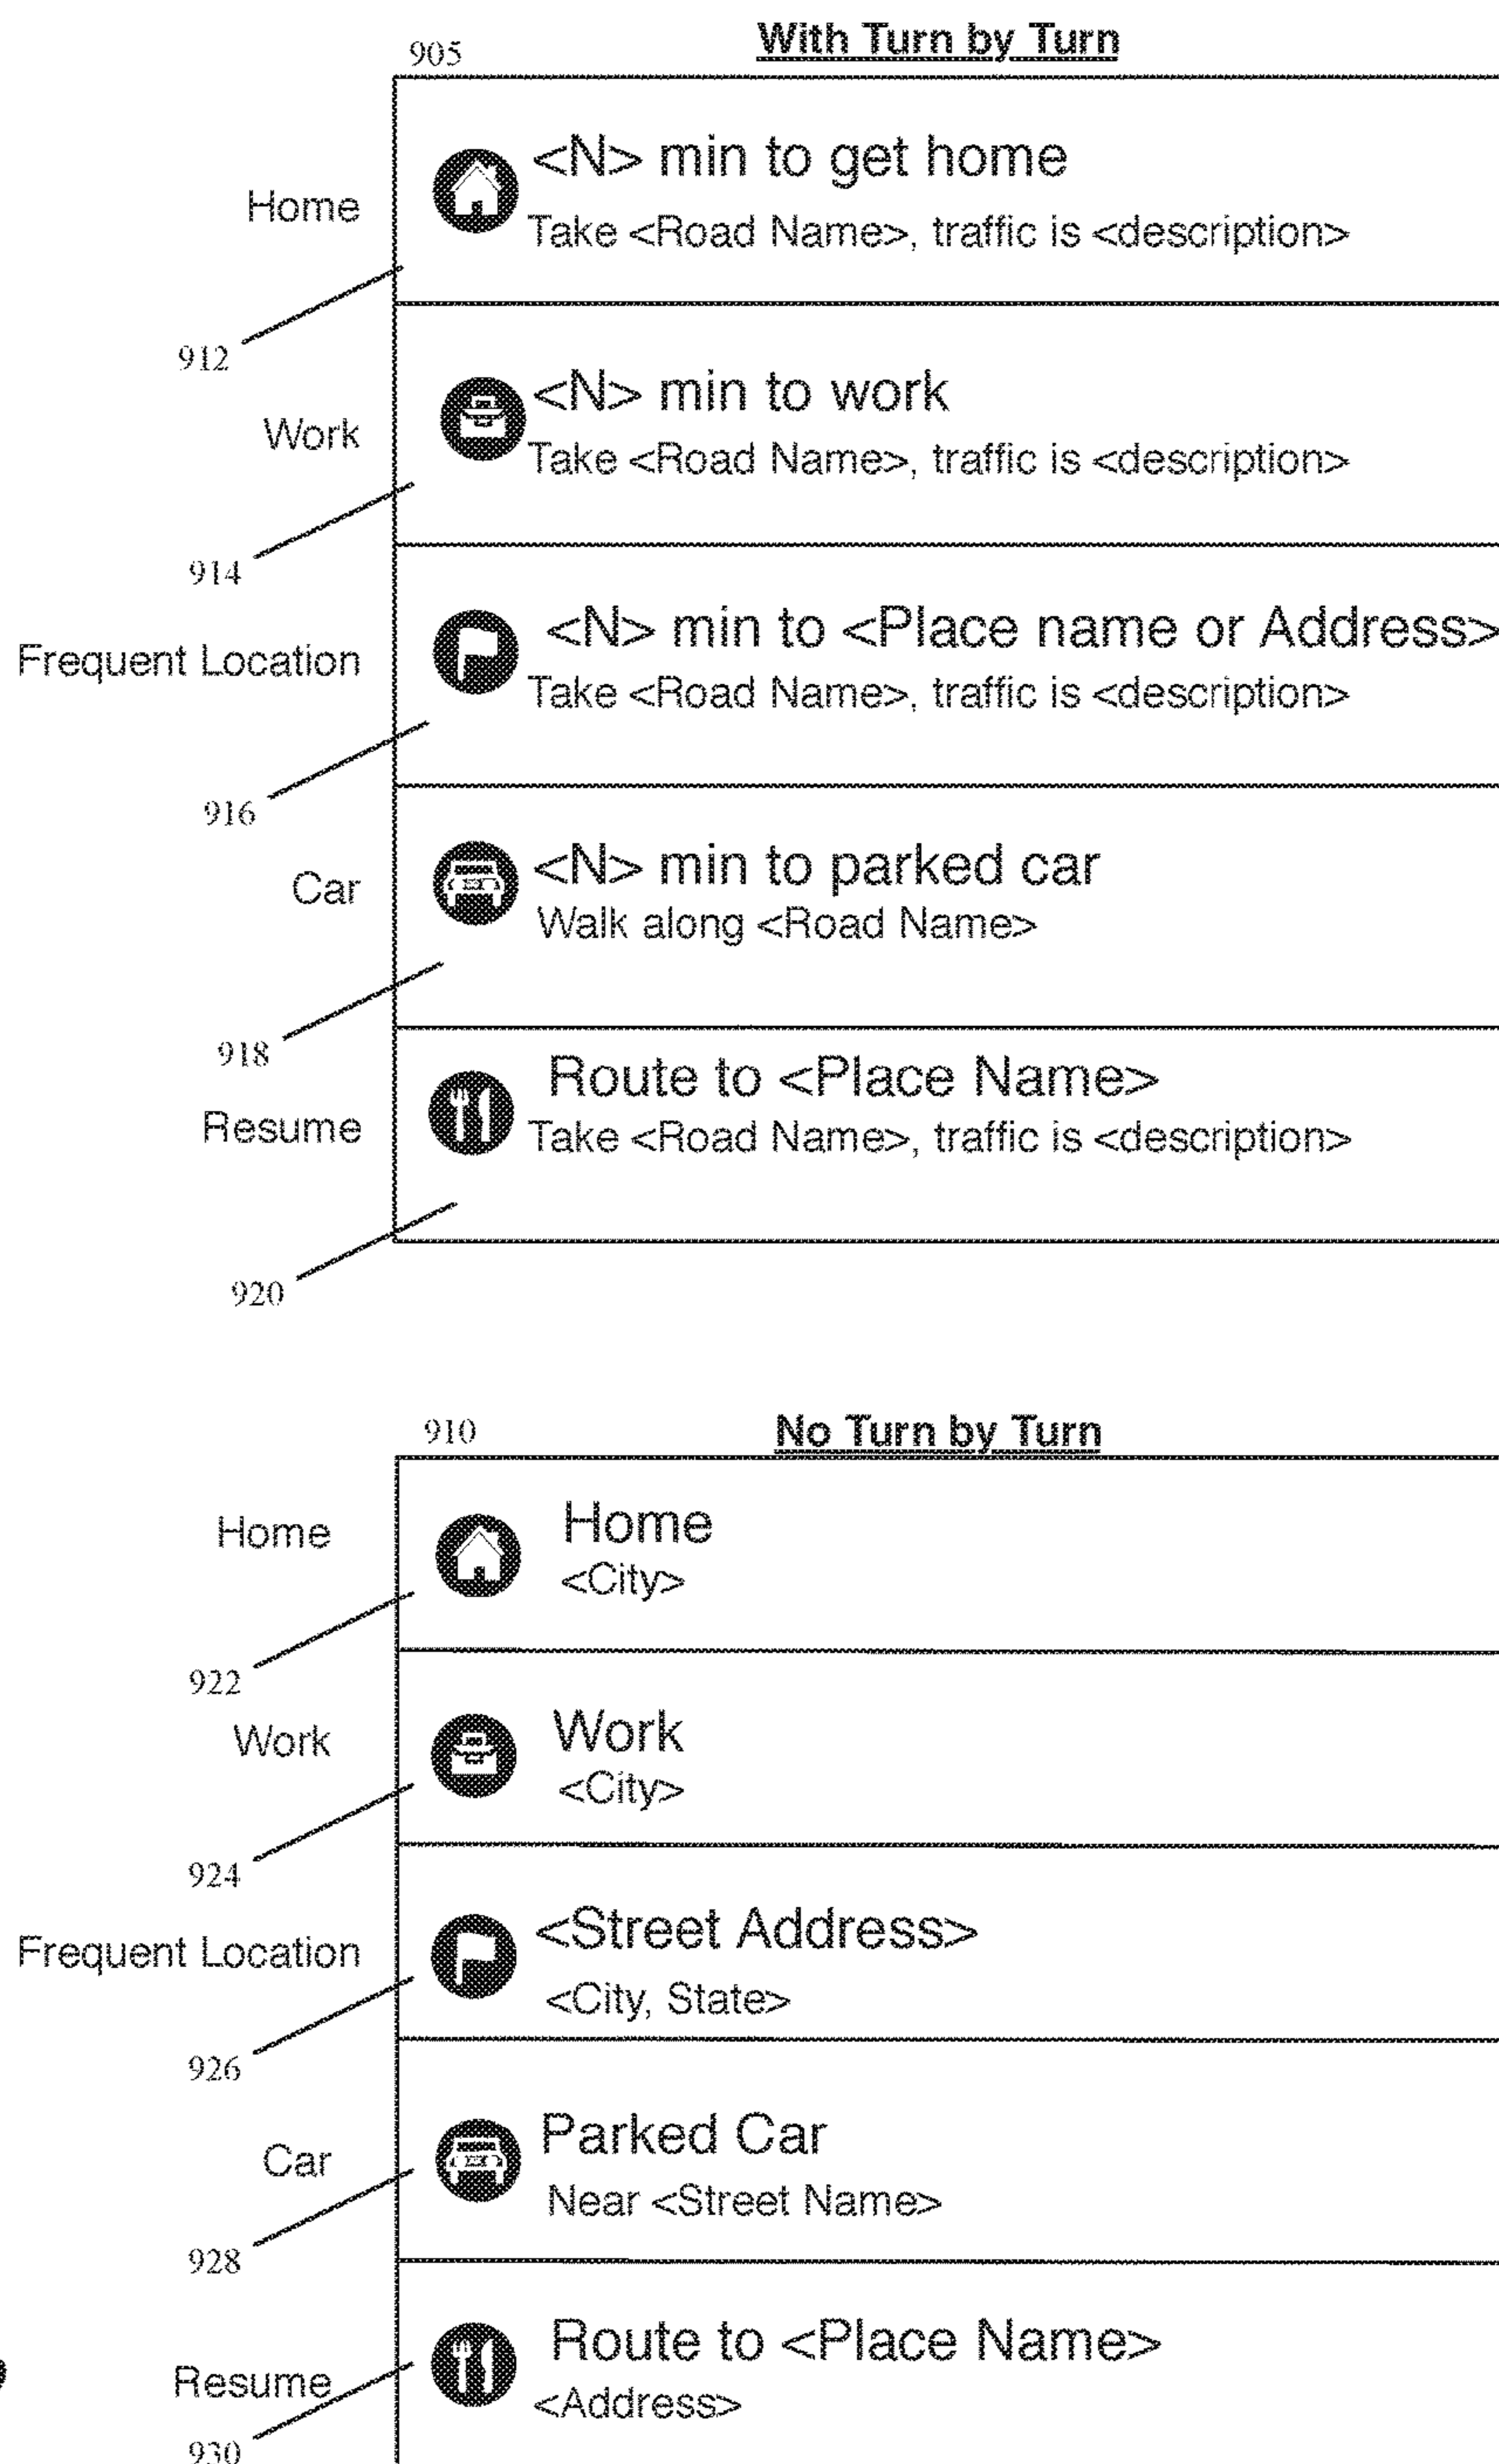 905
With Turn by Turn
Home
<N> min to get home
Take <Road Name>, traffic is <description>
912
Work
<N> min to work
Take <Road Name>, traffic is <description>
914
Frequent Location
<N> min to <Place name or Address>
Take <Road Name>, traffic is <description>
916
Car
<N> min to parked car
Walk along <Road Name>
918
Resume
Route to <Place Name>
Take <Road Name>, traffic is <description>
920
910
No Turn by Turn
Home
Home
<City>
922
Work
Work
<City>
924
Frequent Location
<Street Address>
<City, State>
926
Car
Parked Car
Near <Street Name>
928
Resume
Route to <Place Name>
<Address>
930